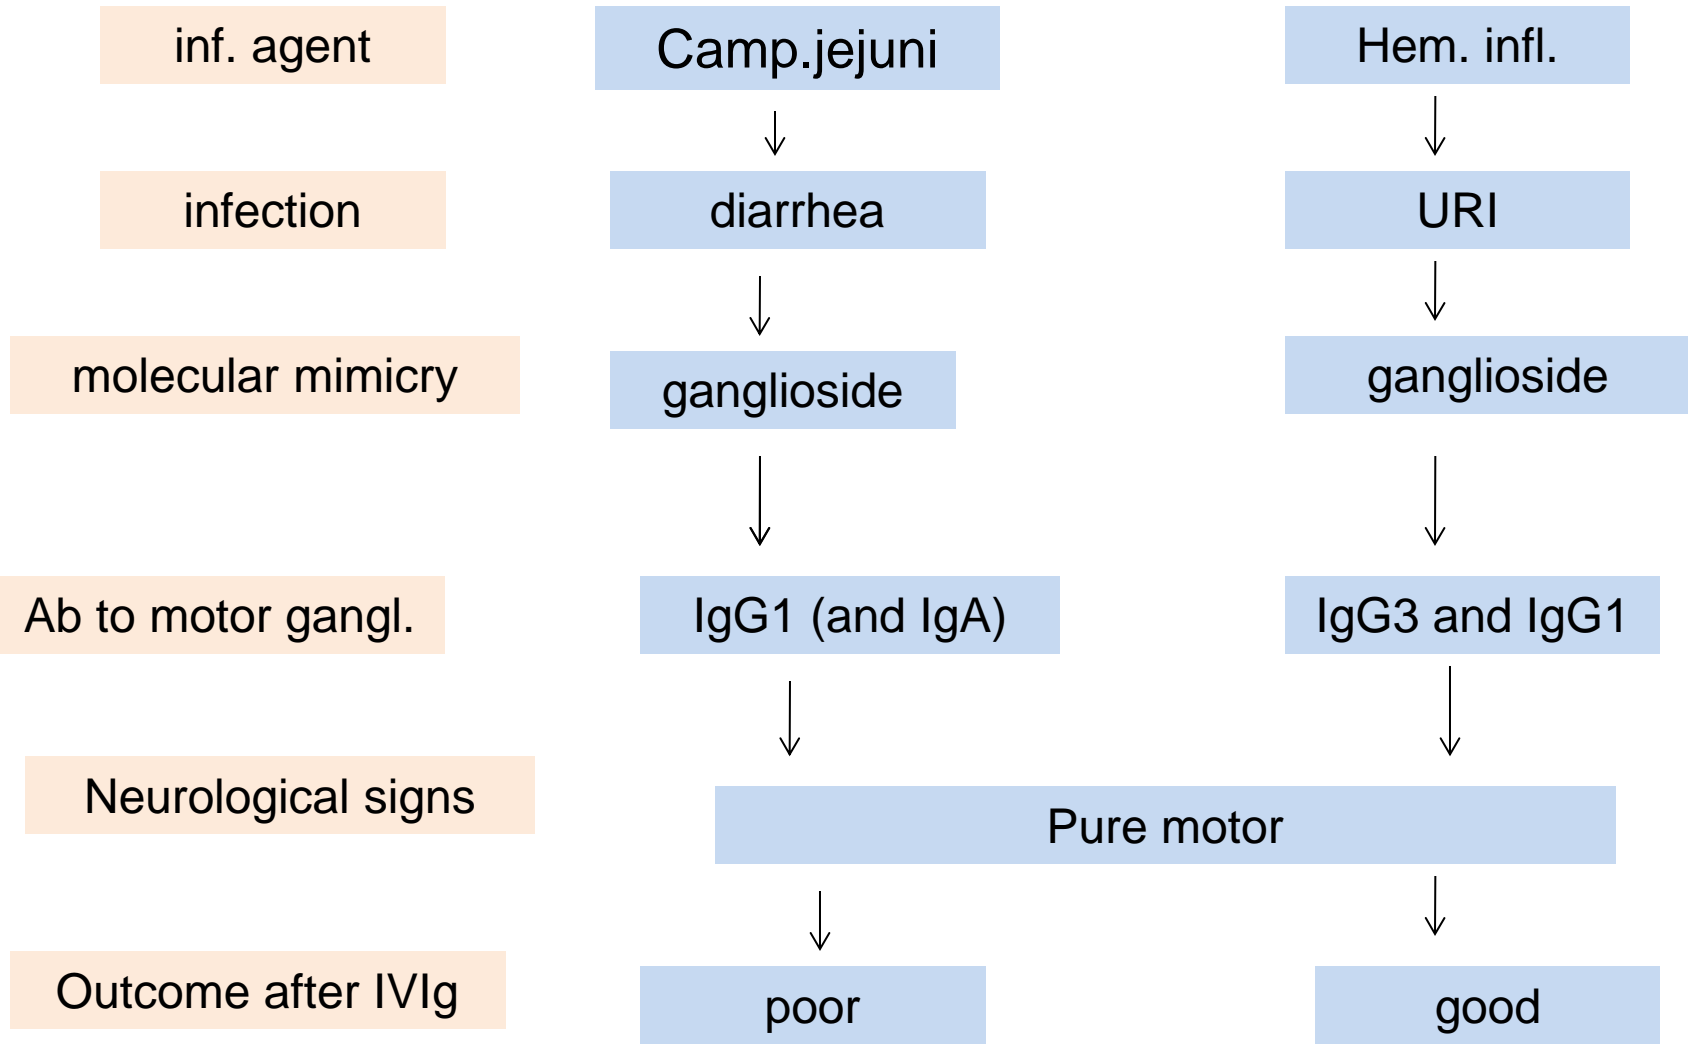 inf. agent
Camp.jejuni
Hem. infl.
infection
diarrhea
URI
molecular mimicry
ganglioside
ganglioside
Ab to motor gangl.
IgG1 (and IgA)
IgG3 and IgG1
Neurological signs
Pure motor
Outcome after IVIg
poor
good